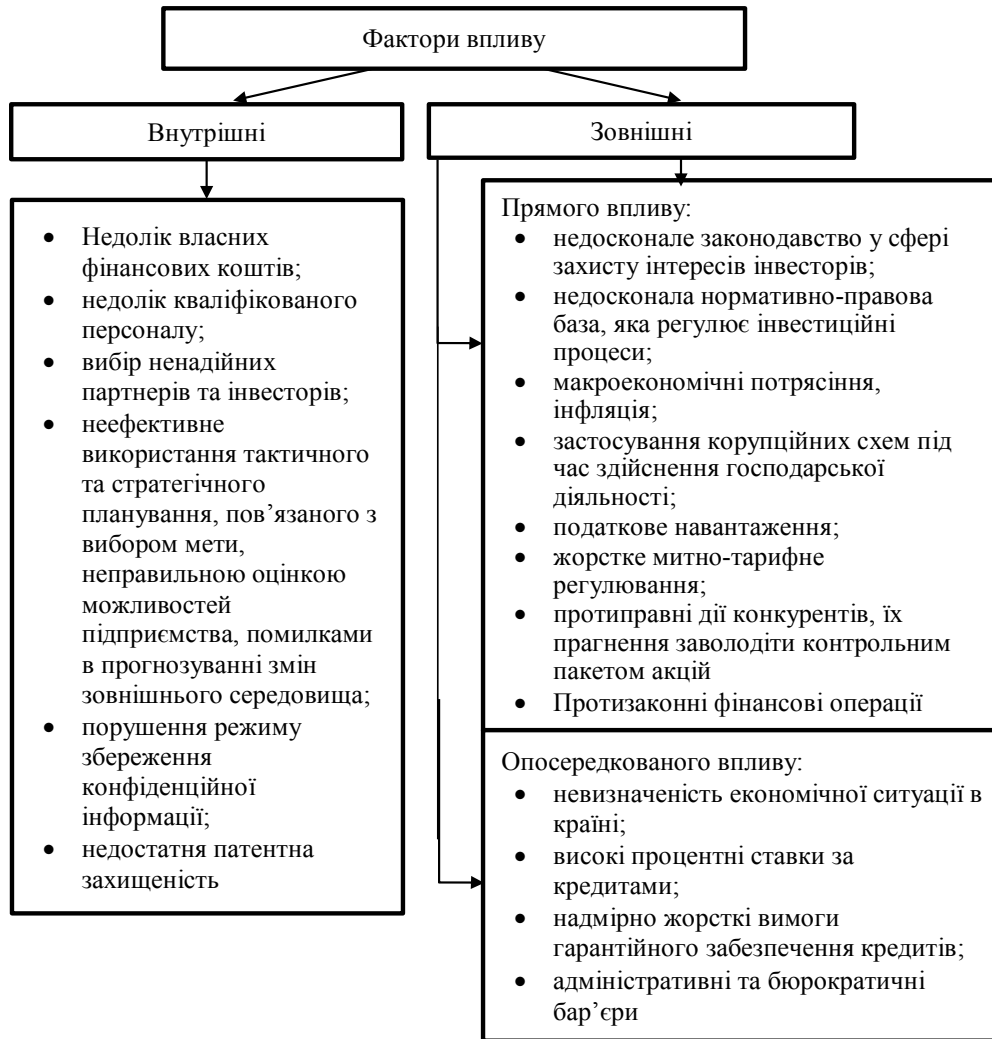 Фактори впливу
Внутрішні
Зовнішні
• Недолік власних
фінансових коштів;
• недолік кваліфікованого
персоналу;
• вибір ненадійних
партнерів та інвесторів;
• неефективне
використання тактичного
та стратегічного
планування, пов’язаного з
вибором мети,
неправильною оцінкою
можливостей
підприємства, помилками
в прогнозуванні змін
зовнішнього середовища;
• порушення режиму
збереження
конфіденційної
інформації;
• недостатня патентна
захищеність
Прямого впливу:
• недосконале законодавство у сфері
захисту інтересів інвесторів;
• недосконала нормативно-правова
база, яка регулює інвестиційні
процеси;
• макроекономічні потрясіння,
інфляція;
• застосування корупційних схем під
час здійснення господарської
діяльності;
• податкове навантаження;
• жорстке митно-тарифне
регулювання;
• протиправні дії конкурентів, їх
прагнення заволодіти контрольним
пакетом акцій
• Протизаконні фінансові операції
Опосередкованого впливу:
• невизначеність економічної ситуації в
країні;
• високі процентні ставки за
кредитами;
• надмірно жорсткі вимоги
гарантійного забезпечення кредитів;
• адміністративні та бюрократичні
бар’єри